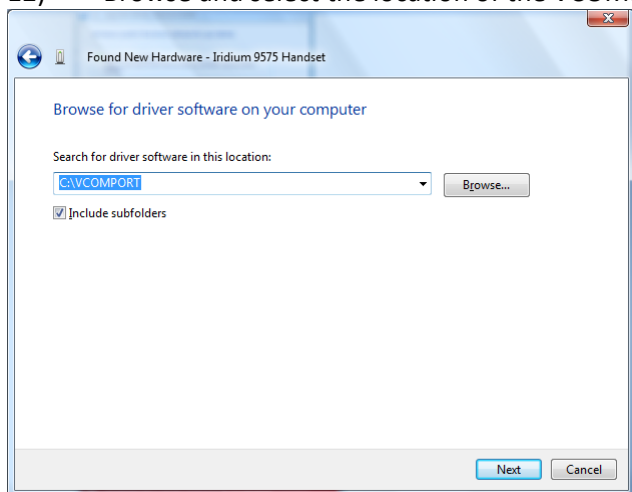 Found New Hardware - Iridium 9575 Handset
Browse for driver software on your computer
Search for driver software in this location:
C:\VCOMPORT
Browse...
Include subfolders
Next Cancel